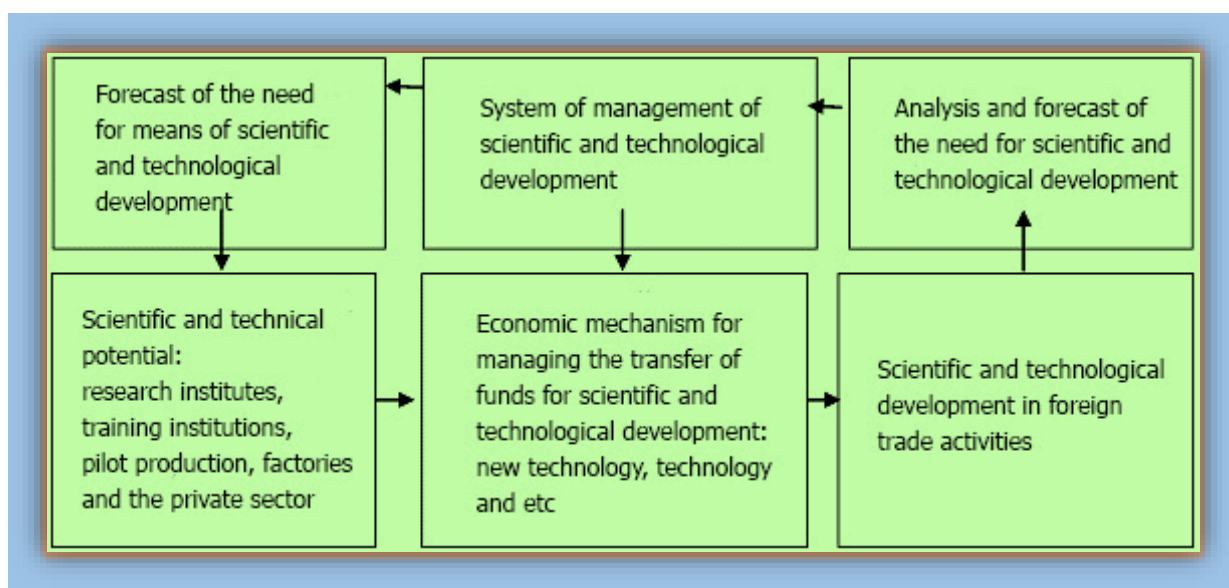 Forecast of the need
for means of scientific
and technological
development
System of management of
scientific and technological
development
Analysis and forecast of
the need for scientific and
technological development
Scientific and technical
potential:
research institutes,
training institutions,
pilot production, factories
and the private sector
Economic mechanism for
managing the transfer of
funds for scientific and
technological development:
new technology, technology
and etc
Scientific and technological
development in foreign
trade activities